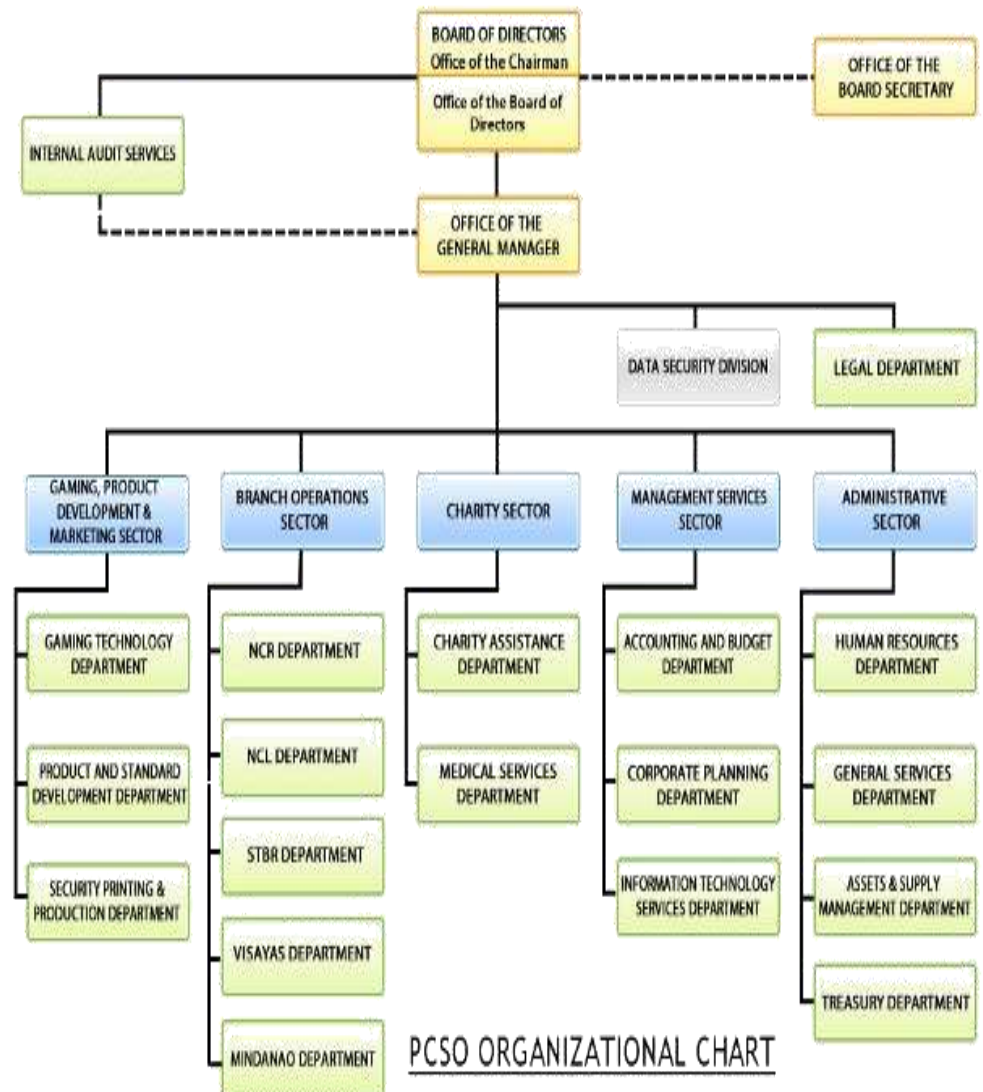 BOARD OF DIRECTORS
Office of the Chairman
Office of the Board of
Directors
OFFICE OF THE
BOARD SECRETARY
INTERNAL AUDIT SERVICES
OFFICE OF THE
GENERAL MANAGER
DATA SECURITY DIVISION
LEGAL DEPARTMENT
GAMING, PRODUCT
DEVELOPMENT &
MARKETING SECTOR
BRANCH OPERATIONS
SECTOR
CHARITY SECTOR
MANAGEMENT SERVICES
SECTOR
ADMINISTRATIVE
SECTOR
GAMING TECHNOLOGY
DEPARTMENT
PRODUCT AND STANDARD
DEVELOPMENT DEPARTMENT
SECURITY PRINTING &
PRODUCTION DEPARTMENT
NCR DEPARTMENT
NCL DEPARTMENT
STBR DEPARTMENT
VISAYAS DEPARTMENT
MINDANAO DEPARTMENT
CHARITY ASSISTANCE
DEPARTMENT
MEDICAL SERVICES
DEPARTMENT
ACCOUNTING AND BUDGET
DEPARTMENT
CORPORATE PLANNING
DEPARTMENT
INFORMATION TECHNOLOGY
SERVICES DEPARTMENT
HUMAN RESOURCES
DEPARTMENT
GENERAL SERVICES
DEPARTMENT
ASSETS & SUPPLY
MANAGEMENT DEPARTMENT
TREASURY DEPARTMENT
PCSO ORGANIZATIONAL CHART